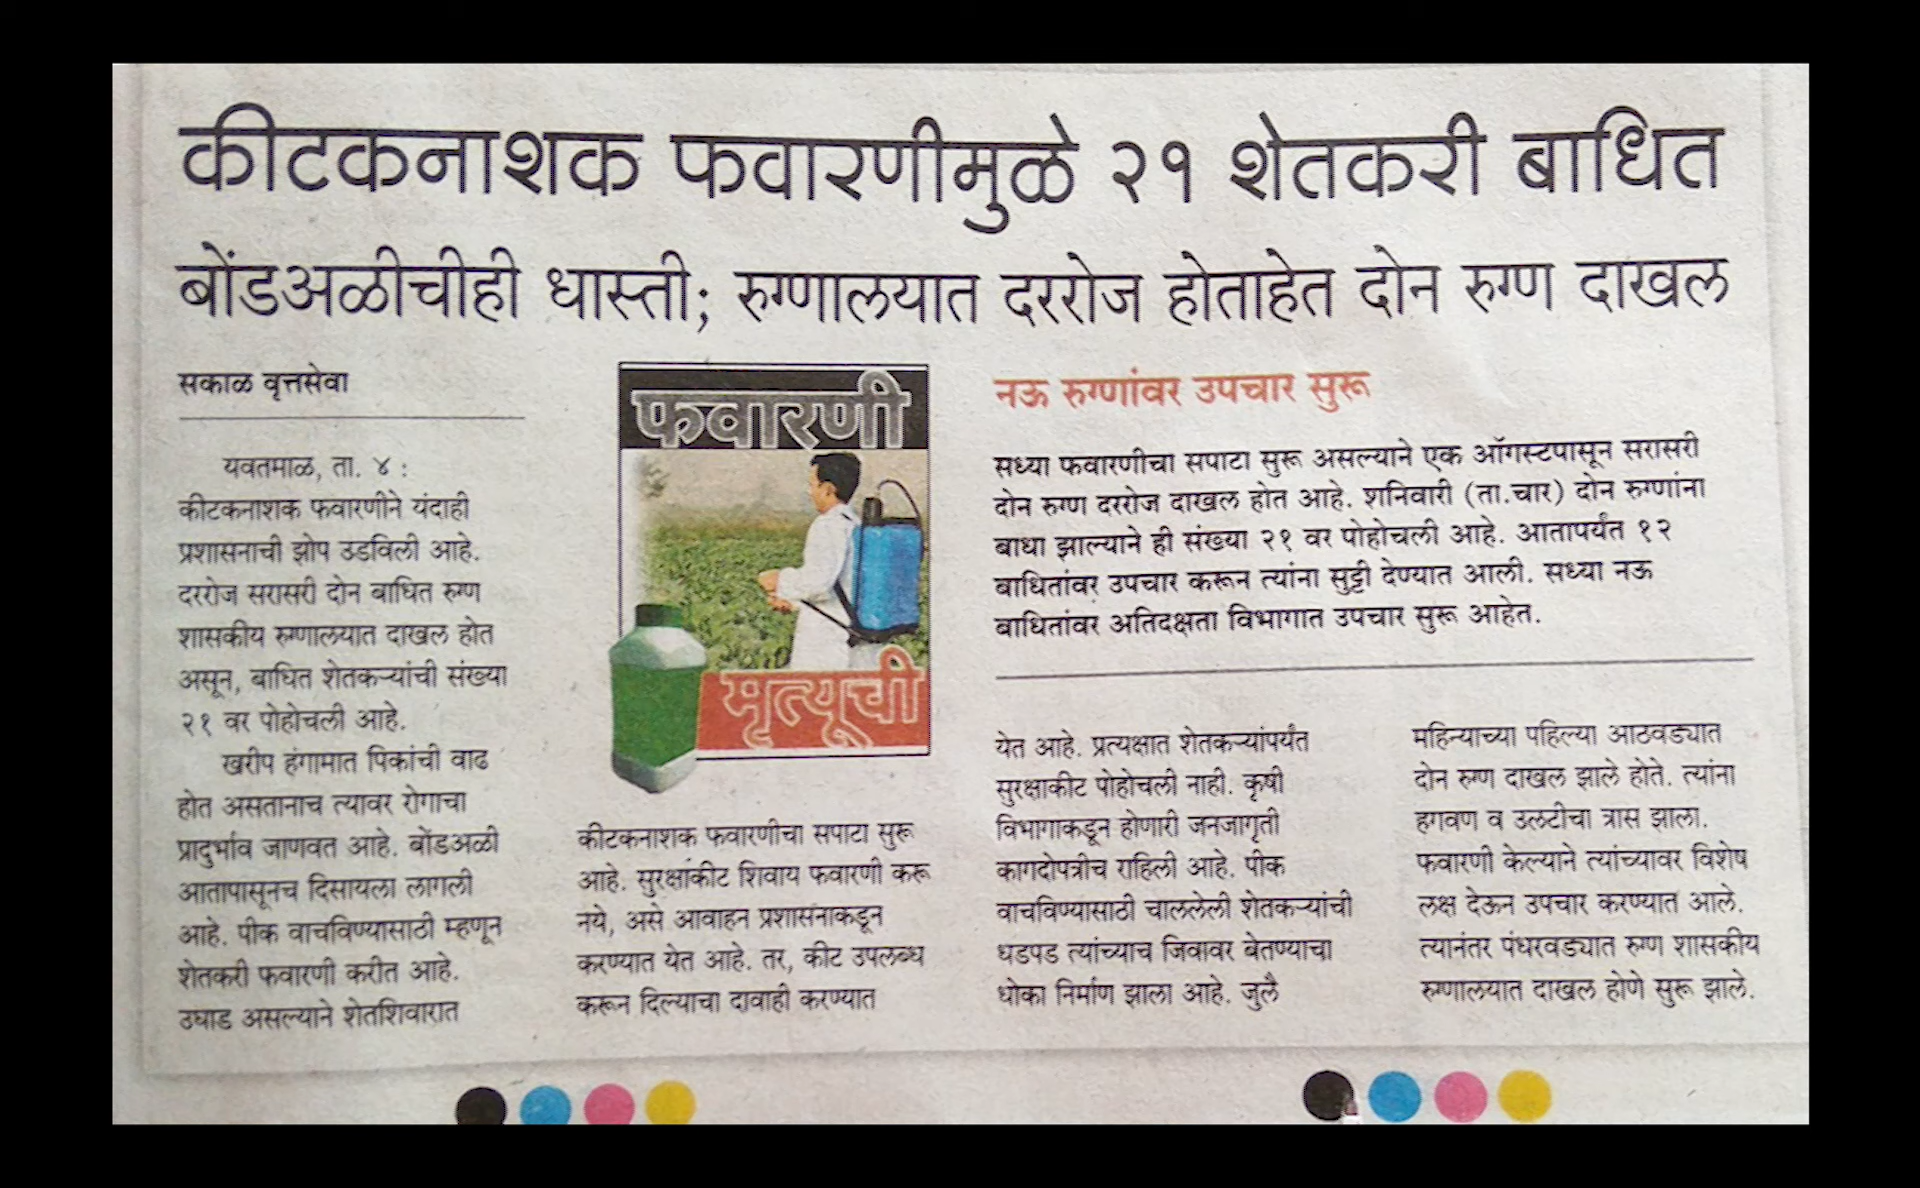 कीटकनाशक फवारणीमुळे २१ शेतकरी बाधित
बोंडअळीचीही धास्ती; रुग्णालयात दररोज होताहेत दोन रुग्ण दाखल
सकाळ वृत्तसेवा
यवतमाळ, ता. ४ :
कीटकनाशक फवारणीने यंदाही
प्रशासनाची झोप उडविली आहे.
दररोज सरासरी दोन बाधित रुग्ण
शासकीय रुग्णालयात दाखल होत
असून, बाधित शेतकऱ्यांची संख्या
२१ वर पोहोचली आहे.
खरीप हंगामात पिकांची वाढ
होत असतानाच त्यावर रोगाचा
प्रादुर्भाव जाणवत आहे. बोंडअळी
आतापासूनच दिसायला लागली
आहे. पीक वाचविण्यासाठी म्हणून
शेतकरी फवारणी करीत आहे.
उघाड असल्याने शेतशिवारात
फवारणी
मृत्यूची
कीटकनाशक फवारणीचा सपाटा सुरू
आहे. सुरक्षाकीट शिवाय फवारणी करू
नये, असे आवाहन प्रशासनाकडून
करण्यात येत आहे. तर, कीट उपलब्ध
करून दिल्याचा दावाही करण्यात
नऊ रुग्णांवर उपचार सुरू
सध्या फवारणीचा सपाटा सुरू असल्याने एक ऑगस्टपासून सरासरी
दोन रुग्ण दररोज दाखल होत आहे. शनिवारी (ता.चार) दोन रुग्णांना
बाधा झाल्याने ही संख्या २१ वर पोहोचली आहे. आतापर्यंत १२
बाधितांवर उपचार करून त्यांना सुट्टी देण्यात आली. सध्या नऊ
बाधितांवर अतिदक्षता विभागात उपचार सुरू आहेत.
येत आहे. प्रत्यक्षात शेतकऱ्यांपर्यंत
सुरक्षाकीट पोहोचली नाही. कृषी
विभागाकडून होणारी जनजागृती
कागदोपत्रीच राहिली आहे. पीक
वाचविण्यासाठी चाललेली शेतकऱ्यांची
धडपड त्यांच्याच जिवावर बेतण्याचा
धोका निर्माण झाला आहे. जुलै
महिन्याच्या पहिल्या आठवड्यात
दोन रुग्ण दाखल झाले होते. त्यांना
हगवण व उलटीचा त्रास झाला.
फवारणी केल्याने त्यांच्यावर विशेष
लक्ष देऊन उपचार करण्यात आले.
त्यानंतर पंधरवड्यात रुग्ण शासकीय
रुग्णालयात दाखल होणे सुरू झाले.